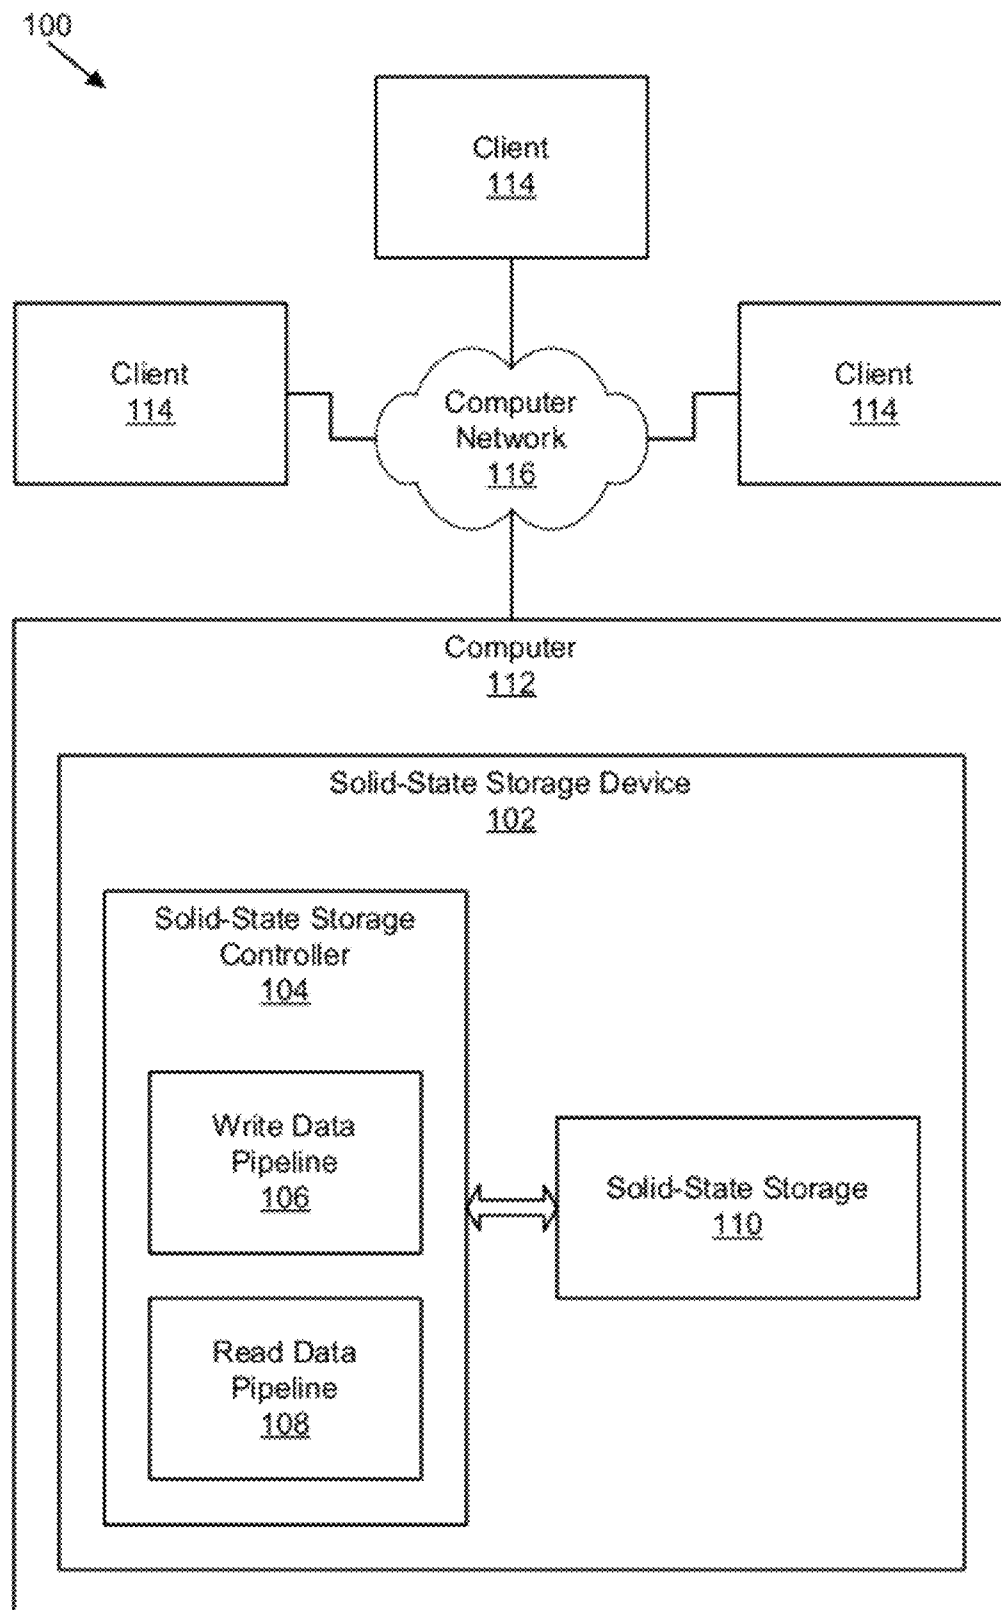 100
Client
114
Client
114
Computer
Network
116
Client
114
Computer
112
Solid-State Storage Device
102
Solid-State Storage
Controller
104
Write Data
Pipeline
106
Solid-State Storage
110
Read Data
Pipeline
108